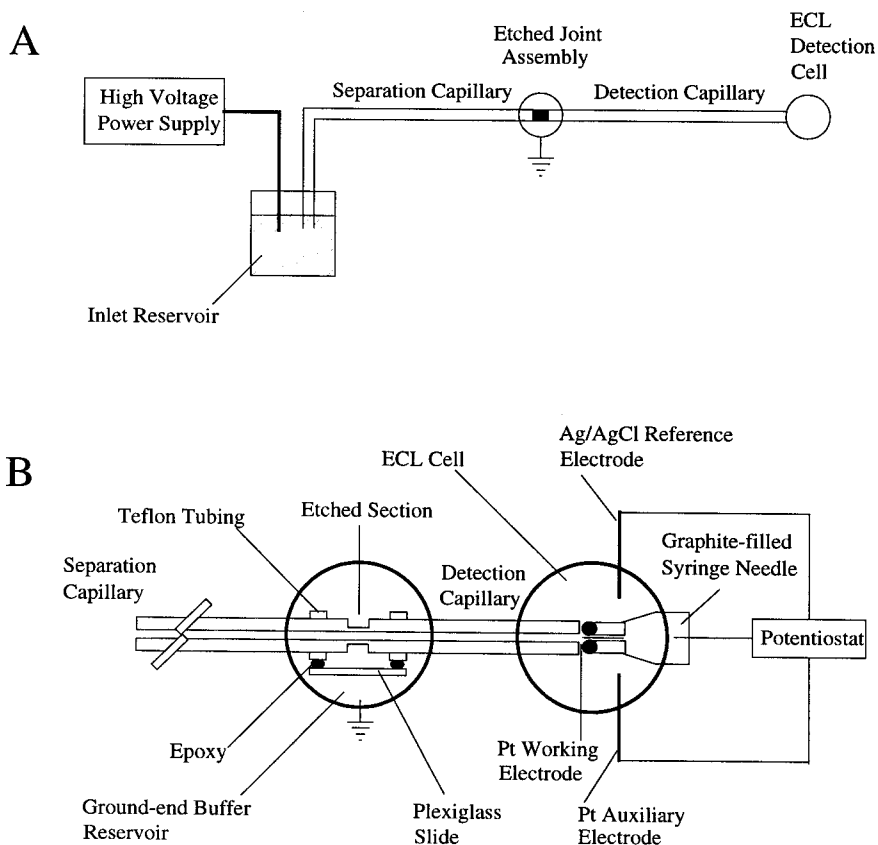 A
Etched Joint
Assembly
ECL
Detection
Cell
High Voltage
Power Supply
Separation Capillary
Detection Capillary
Inlet Reservoir
B
Ag/AgCl Reference
Electrode
ECL Cell
Teflon Tubing
Etched Section
Graphite-filled
Syringe Needle
Separation
Capillary
Detection
Capillary
Potentiostat
Epoxy
Pt Working
Electrode
Ground-end Buffer
Reservoir
Plexiglass
Slide
Pt Auxiliary
Electrode